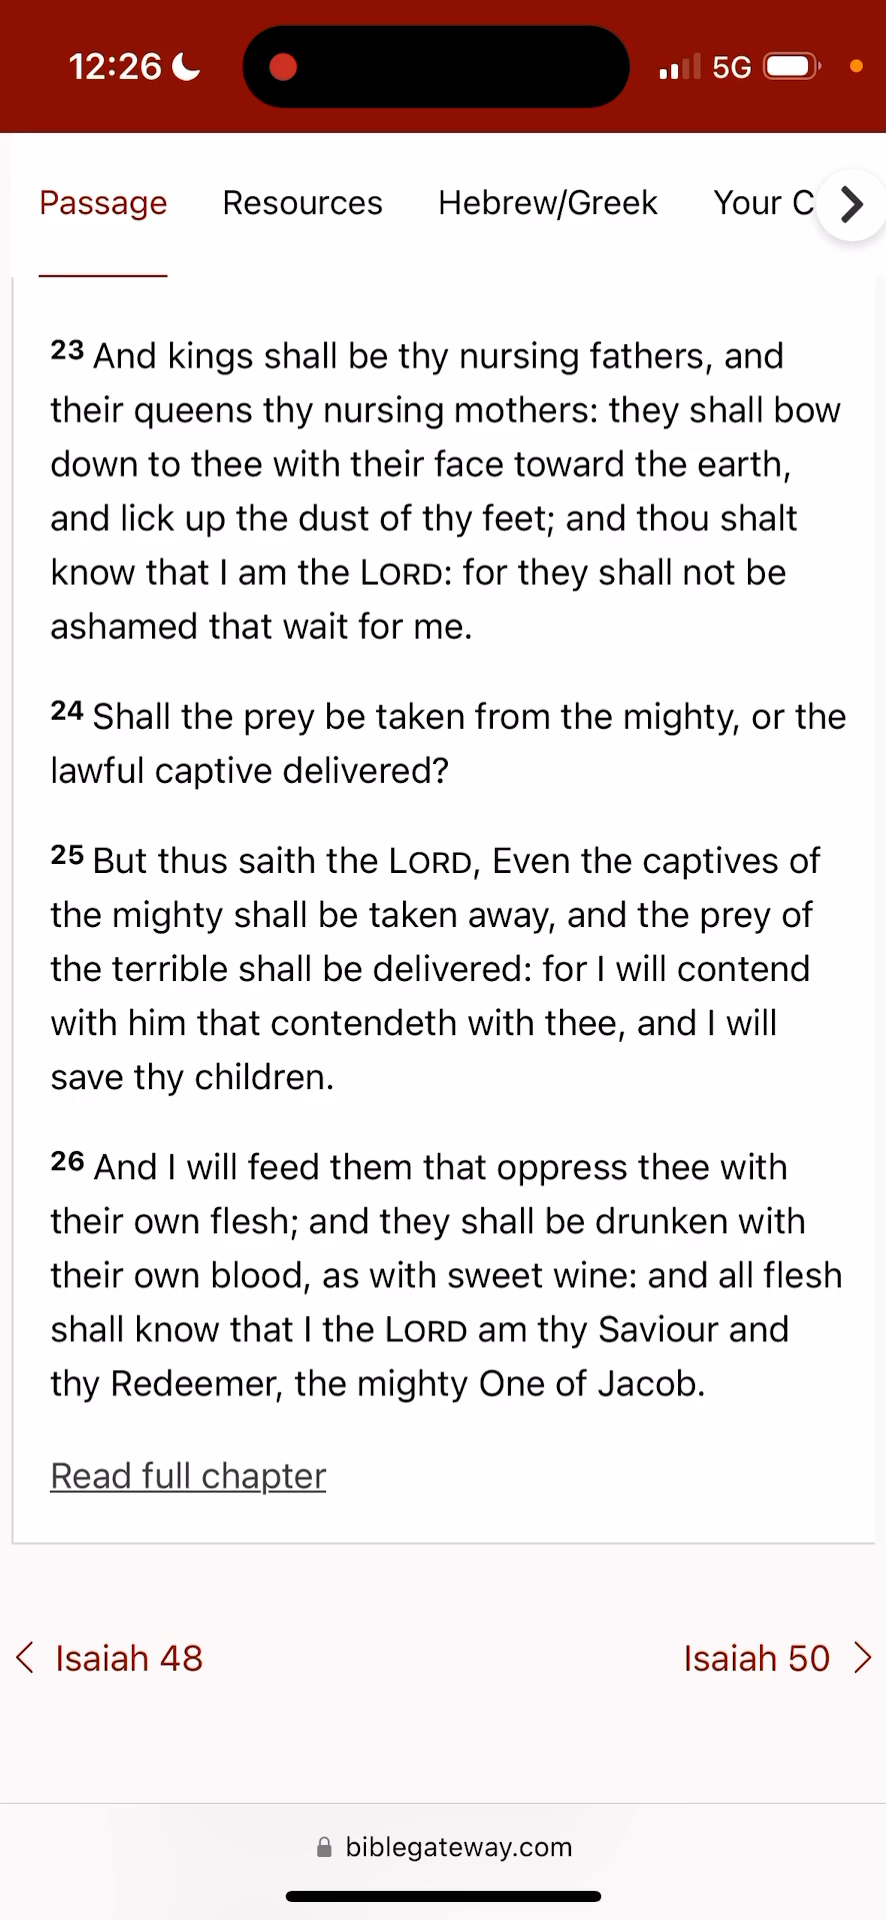 12:26
5G
Passage Resources Hebrew/Greek Your C
23 And kings shall be thy nursing fathers, and
their queens thy nursing mothers: they shall bow
down to thee with their face toward the earth,
and lick up the dust of thy feet; and thou shalt
know that I am the LORD: for they shall not be
ashamed that wait for me.
24 Shall the prey be taken from the mighty, or the
lawful captive delivered?
25 But thus saith the LORD, Even the captives of
the mighty shall be taken away, and the prey of
the terrible shall be delivered: for I will contend
with him that contendeth with thee, and I will
save thy children.
26 And I will feed them that oppress thee with
their own flesh; and they shall be drunken with
their own blood, as with sweet wine: and all flesh
shall know that I the LORD am thy Saviour and
thy Redeemer, the mighty One of Jacob.
Read full chapter
Isaiah 48
Isaiah 50
biblegateway.com